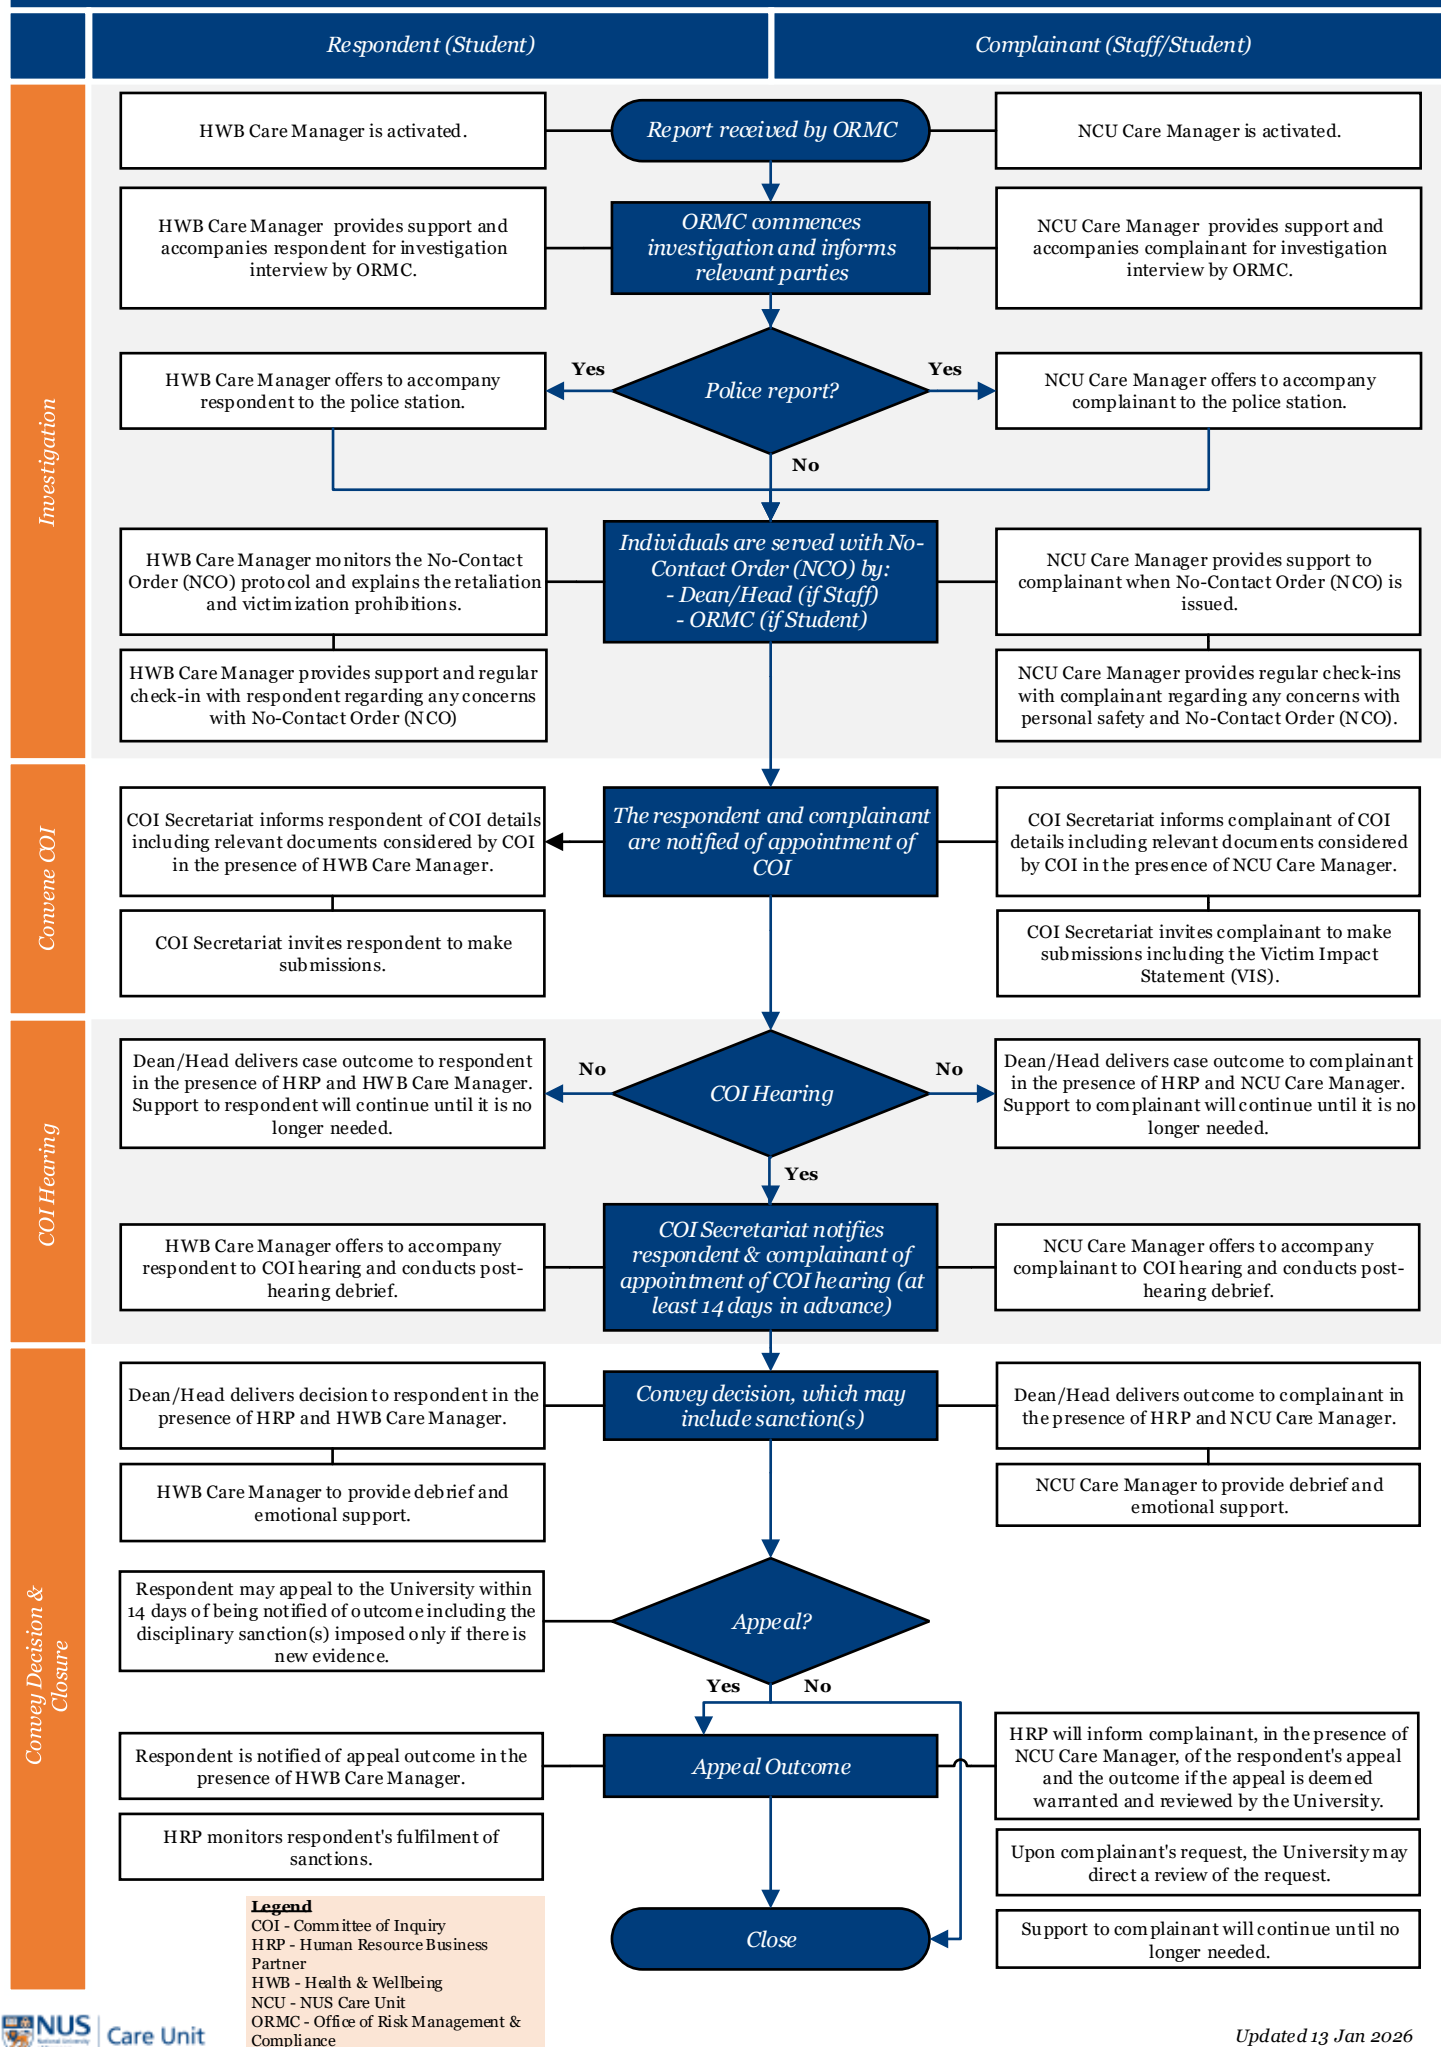 Respondent (Student)
Complainant (Staff/Student)
Investigation
HWB Care Manager is activated.
Report received by ORMC
NCU Care Manager is activated.
HWB Care Manager provides support and
accompanies respondent for investigation
interview by ORMC.
ORMC commences
investigation and informs
relevant parties
NCU Care Manager provides support and
accompanies complainant for investigation
interview by ORMC.
HWB Care Manager offers to accompany
respondent to the police station.
Yes
Police report?
Yes
NCU Care Manager offers to accompany
complainant to the police station.
No
HWB Care Manager monitors the No-Contact
Order (NCO) protocol and explains the retaliation
and victimization prohibitions.
Individuals are served with No-
Contact Order (NCO) by:
- Dean/Head (if Staff)
- ORMC (if Student)
NCU Care Manager provides support to
complainant when No-Contact Order (NCO) is
issued.
HWB Care Manager provides support and regular
check-in with respondent regarding any concerns
with No-Contact Order (NCO)
NCU Care Manager provides regular check-ins
with complainant regarding any concerns with
personal safety and No-Contact Order (NCO).
Convene COI
COI Secretariat informs respondent of COI details
including relevant documents considered by COI
in the presence of HWB Care Manager.
The respondent and complainant
are notified of appointment of
COI
COI Secretariat informs complainant of COI
details including relevant documents considered
by COI in the presence of NCU Care Manager.
COI Secretariat invites respondent to make
submissions.
COI Secretariat invites complainant to make
submissions including the Victim Impact
Statement (VIS).
COI Hearing
Dean/Head delivers case outcome to respondent
in the presence of HRP and HWB Care Manager.
Support to respondent will continue until it is no
longer needed.
No
COI Hearing
No
Dean/Head delivers case outcome to complainant
in the presence of HRP and NCU Care Manager.
Support to complainant will continue until it is no
longer needed.
Yes
HWB Care Manager offers to accompany
respondent to COI hearing and conducts post-
hearing debrief.
COI Secretariat notifies
respondent & complainant of
appointment of COI hearing (at
least 14 days in advance)
NCU Care Manager offers to accompany
complainant to COI hearing and conducts post-
hearing debrief.
Convey Decision &
Closure
Dean/Head delivers decision to respondent in the
presence of HRP and HWB Care Manager.
Convey decision, which may
include sanction(s)
Dean/Head delivers outcome to complainant in
the presence of HRP and NCU Care Manager.
HWB Care Manager to provide debrief and
emotional support.
NCU Care Manager to provide debrief and
emotional support.
Respondent may appeal to the University within
14 days of being notified of outcome including the
disciplinary sanction(s) imposed only if there is
new evidence.
Appeal?
Yes
No
Respondent is notified of appeal outcome in the
presence of HWB Care Manager.
Appeal Outcome
HRP will inform complainant, in the presence of
NCU Care Manager, of the respondent's appeal
and the outcome if the appeal is deemed
warranted and reviewed by the University.
HRP monitors respondent's fulfilment of
sanctions.
Upon complainant's request, the University may
direct a review of the request.
Close
Support to complainant will continue until no
longer needed.
Legend
COI - Committee of Inquiry
HRP - Human Resource Business
Partner
HWB - Health & Wellbeing
NCU - NUS Care Unit
ORMC - Office of Risk Management &
Compliance
NUS
National University
Care Unit
Updated 13 Jan 2026